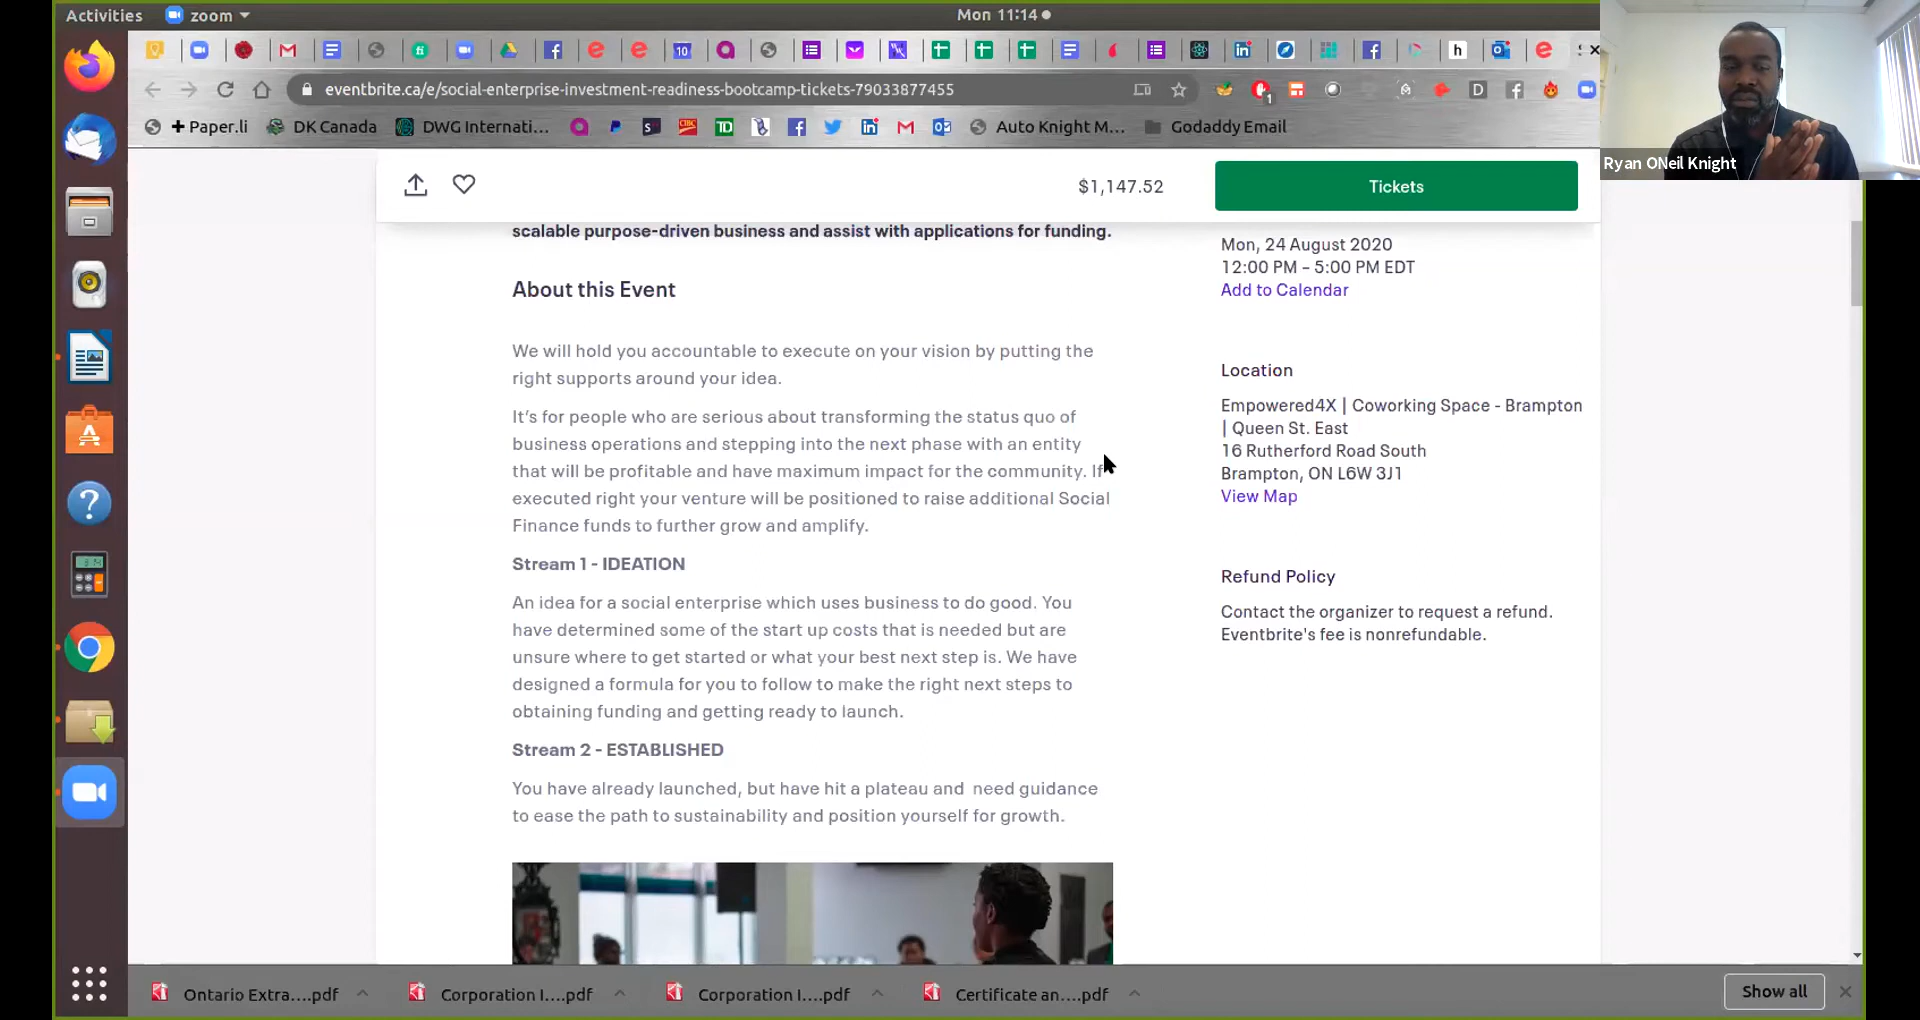 Activities
zoom
Mon 11:14
10
eventbrite.ca/e/social-enterprise-investment-readiness-bootcamp-tickets-79033877455
1
Paper.li
DK Canada
DWG Internati...
TD
Auto Knight M...
Godaddy Email
Ryan ONeil Knight
$1,147.52
Tickets
scalable purpose-driven business and assist with applications for funding.
About this Event
We will hold you accountable to execute on your vision by putting the
right supports around your idea.
It's for people who are serious about transforming the status quo of
business operations and stepping into the next phase with an entity
that will be profitable and have maximum impact for the community. If
executed right your venture will be positioned to raise additional Social
Finance funds to further grow and amplify.
Stream 1 - IDEATION
An idea for a social enterprise which uses business to do good. You
have determined some of the start up costs that is needed but are
unsure where to get started or what your best next step is. We have
designed a formula for you to follow to make the right next steps to
obtaining funding and getting ready to launch.
Stream 2 - ESTABLISHED
You have already launched, but have hit a plateau and  need guidance
to ease the path to sustainability and position yourself for growth.
Mon, 24 August 2020
12:00 PM – 5:00 PM EDT
Add to Calendar
Location
Empowered4X | Coworking Space - Brampton
| Queen St. East
16 Rutherford Road South
Brampton, ON L6W 3J1
View Map
Refund Policy
Contact the organizer to request a refund.
Eventbrite's fee is nonrefundable.
Ontario Extra....pdf
Corporation I....pdf
Corporation I....pdf
Certificate an....pdf
Show all